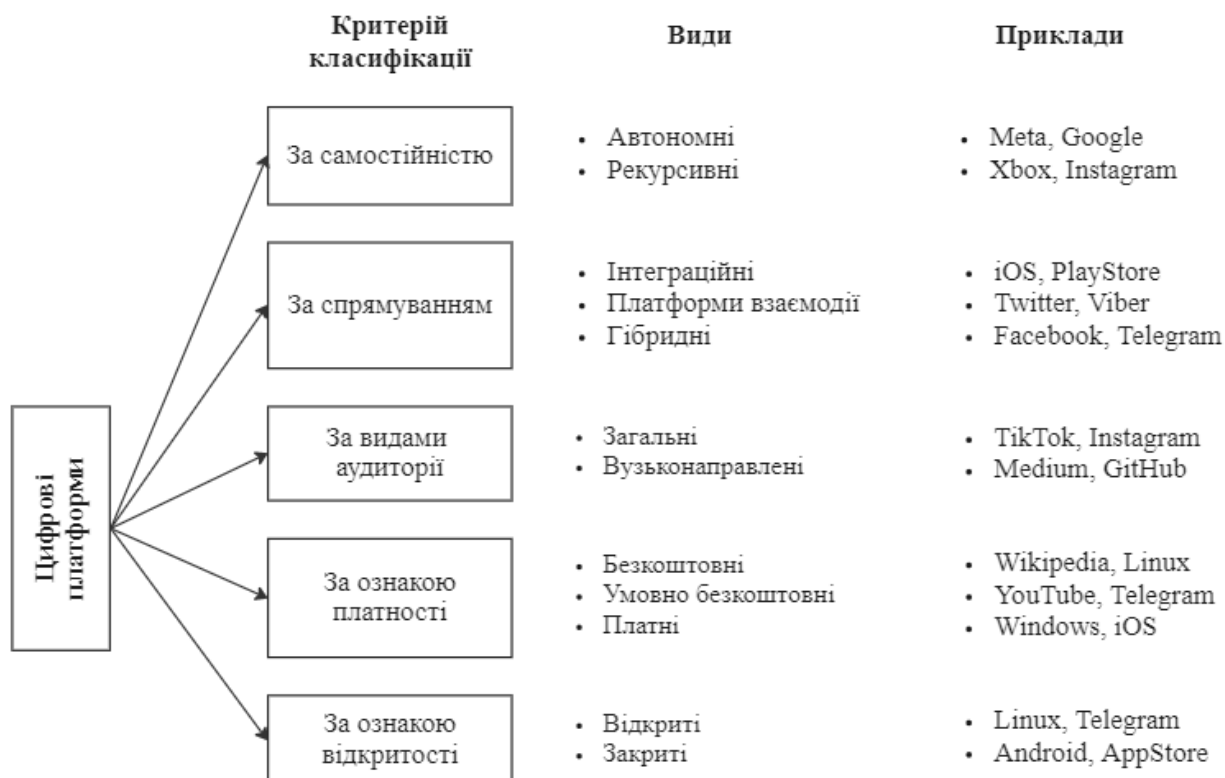 Критерій
класифікації
Види
Приклади
Цифрові
платформи
За самостійністю
• Автономні
• Рекурсивні
• Meta, Google
• Xbox, Instagram
За спрямуванням
• Інтеграційні
• Платформи взаємодії
• Гібридні
• iOS, PlayStore
• Twitter, Viber
• Facebook, Telegram
За видами
аудиторії
• Загальні
• Вузьконаправлені
• TikTok, Instagram
• Medium, GitHub
За ознакою
платності
• Безкоштовні
• Умовно безкоштовні
• Платні
• Wikipedia, Linux
• YouTube, Telegram
• Windows, iOS
За ознакою
відкритості
• Відкриті
• Закриті
• Linux, Telegram
• Android, AppStore